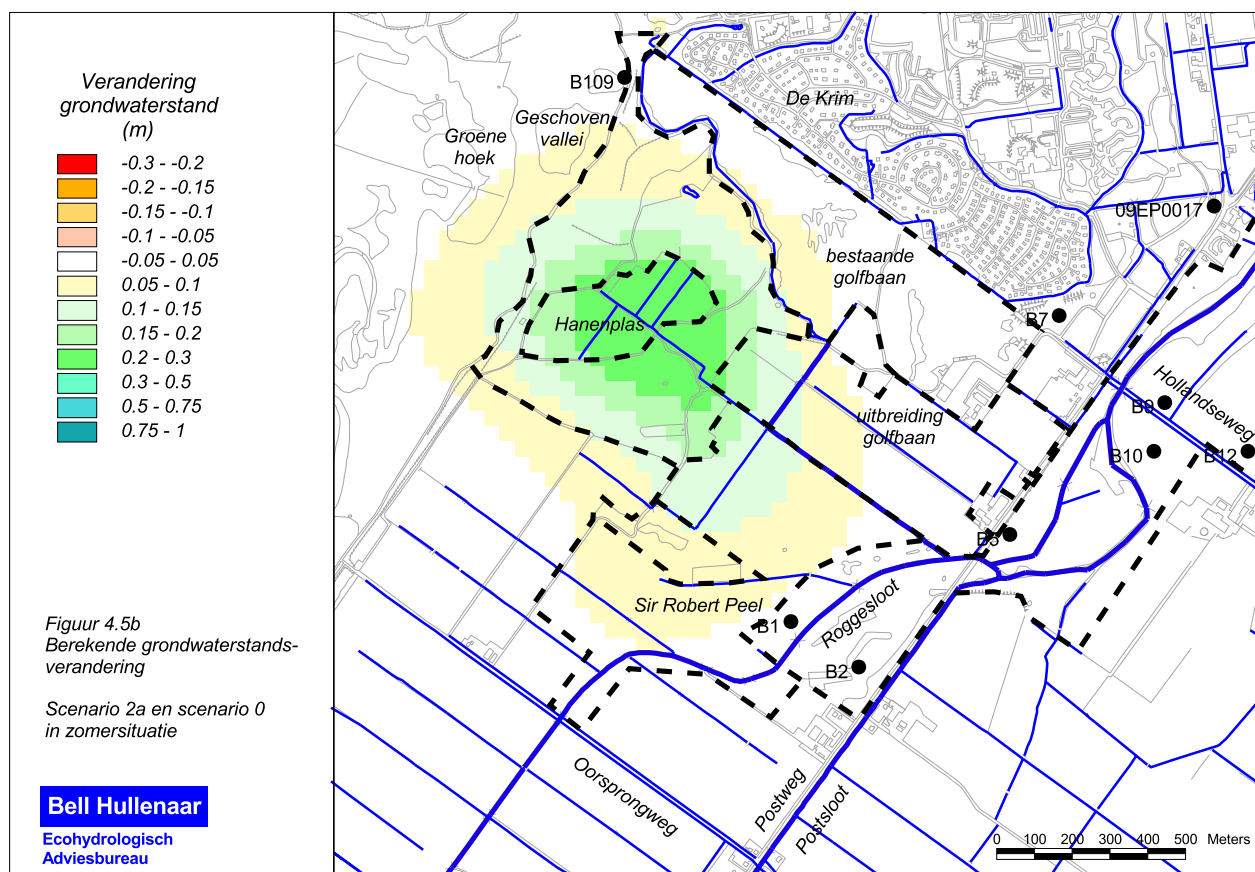 Verandering
grondwaterstand
(m)
-0.3 - -0.2
-0.2 - -0.15
-0.15 - -0.1
-0.1 - -0.05
-0.05 - 0.05
0.05 - 0.1
0.1 - 0.15
0.15 - 0.2
0.2 - 0.3
0.3 - 0.5
0.5 - 0.75
0.75 - 1
Figuur 4.5b
Berekende grondwaterstands-
verandering
Scenario 2a en scenario 0
in zomersituatie
Bell Hullenaar
Ecohydrologisch
Adviesbureau
B109
De Krim
Geschoven
vallei
Groene
hoek
09EP0017
bestaande
golfbaan
B7
Hanenplas
Hollandseweg
B9
uitbreiding
golfbaan
B10
B12
B3
Sir Robert Peel
B1
Roggesloot
B2
Oorsprongweg
Postweg
Postsloot
0 100 200 300 400 500 Meters